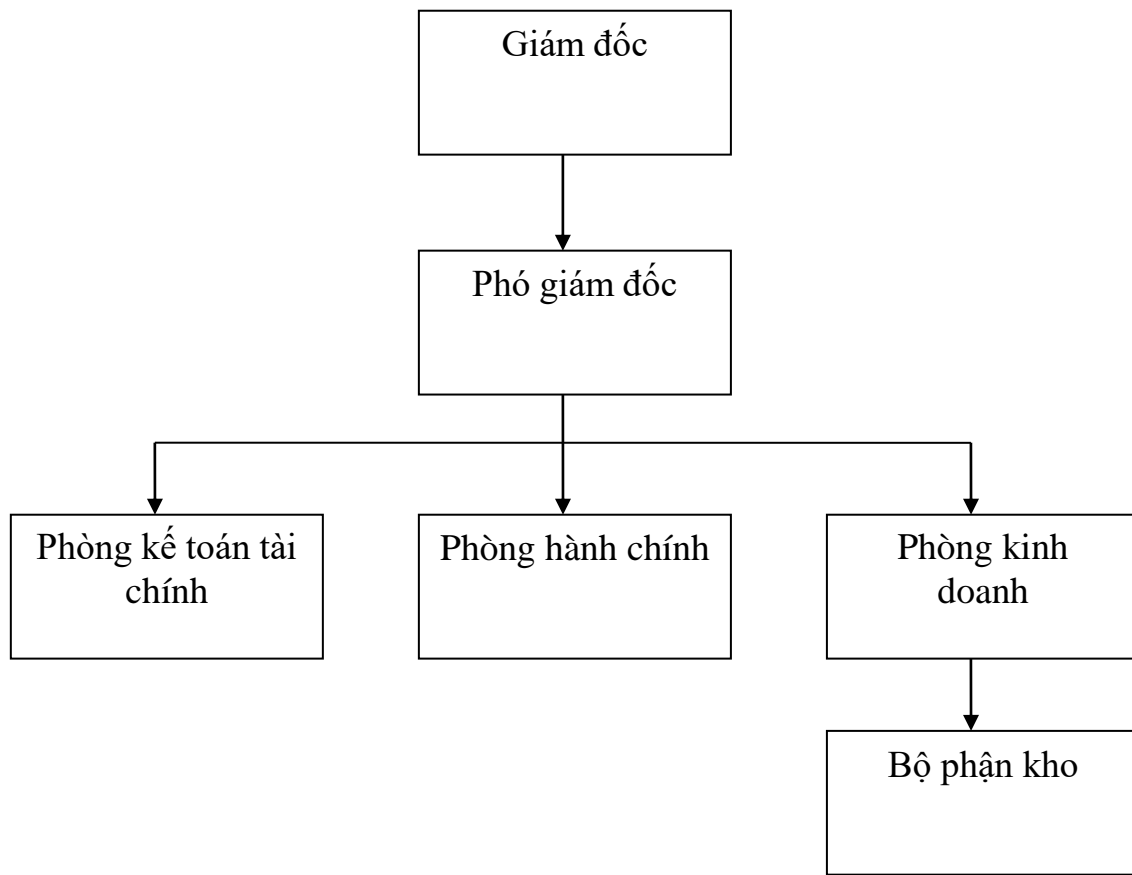 Giám đốc
Phó giám đốc
Phòng kế toán tài
chính
Phòng hành chính
Phòng kinh
doanh
Bộ phận kho